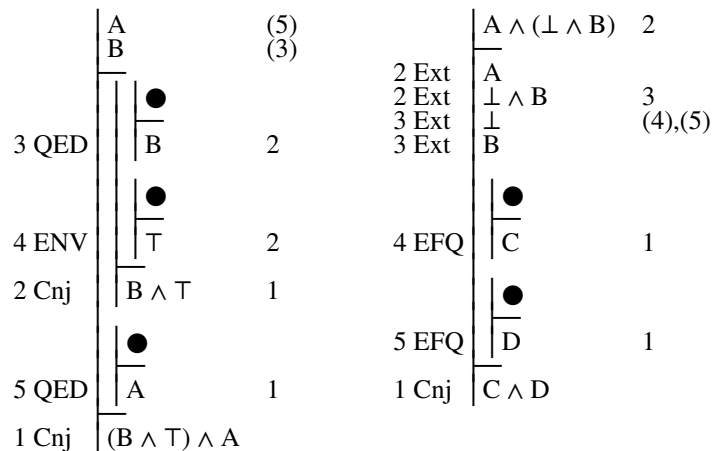 A (5)
B (3)
●
3 QED B 2
●
4 ENV ⊤ 2
2 Cnj B ∧ ⊤ 1
●
5 QED A 1
1 Cnj (B ∧ ⊤) ∧ A
A ∧ (⊥ ∧ B) 2
2 Ext A
2 Ext ⊥ ∧ B 3
3 Ext ⊥ (4),(5)
3 Ext B
●
4 EFQ C 1
●
5 EFQ D 1
1 Cnj C ∧ D